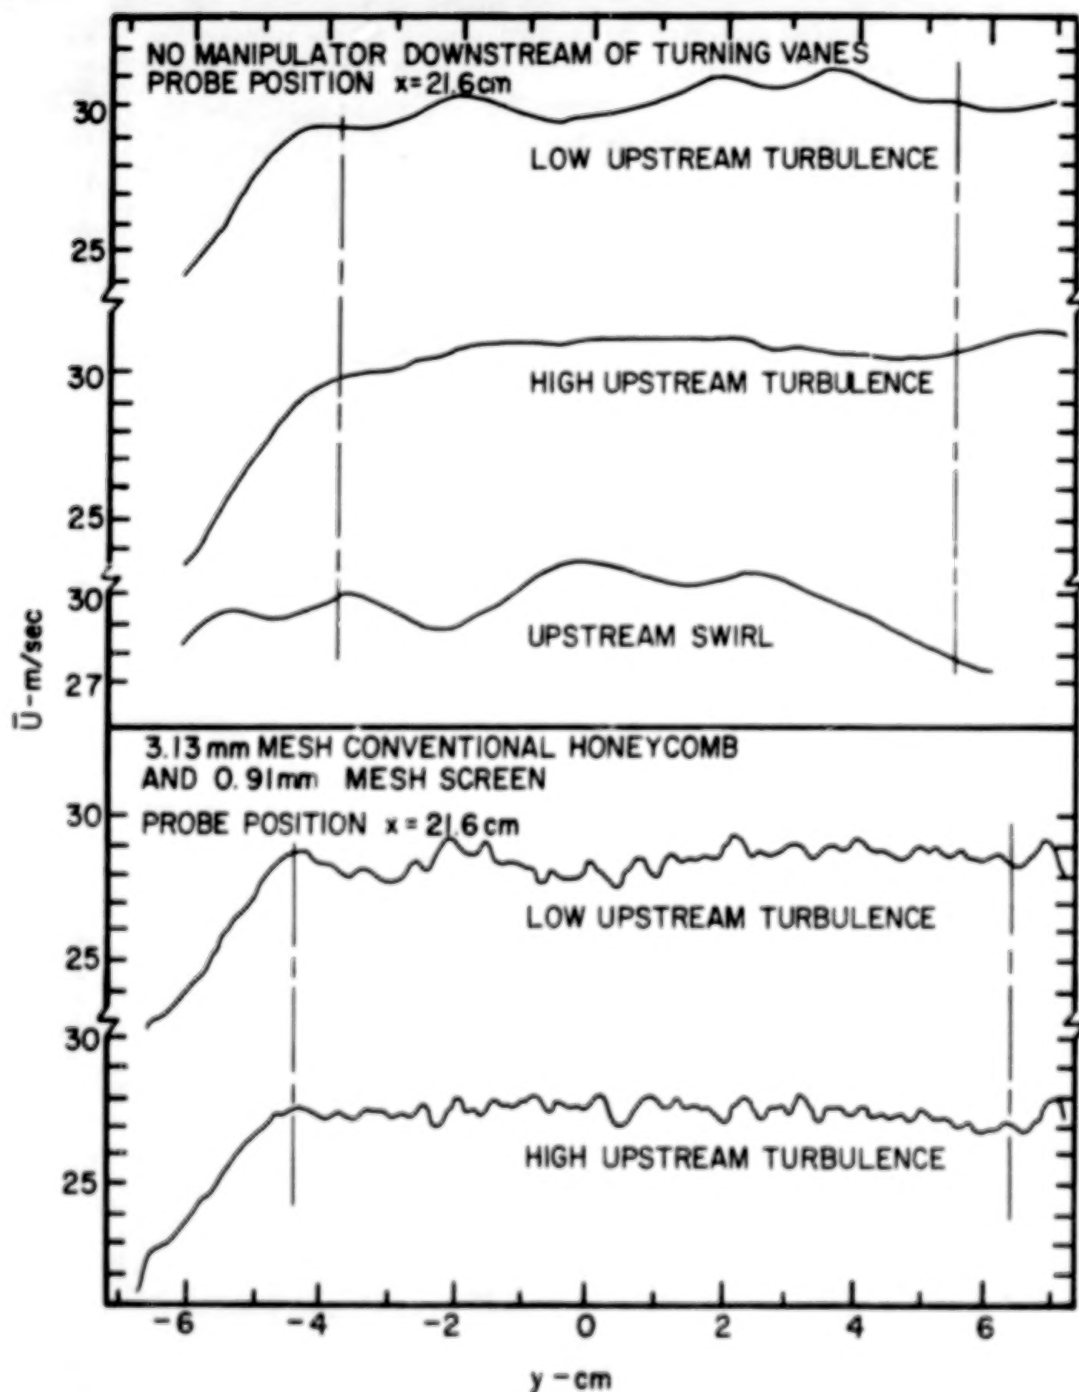 NO MANIPULATOR DOWNSTREAM OF TURNING VANES
PROBE POSITION x=21.6cm
30
LOW UPSTREAM TURBULENCE
25
30
HIGH UPSTREAM TURBULENCE
25
30
UPSTREAM SWIRL
27
Ū-m/sec
3.13mm MESH CONVENTIONAL HONEYCOMB
AND 0.91mm MESH SCREEN
30
PROBE POSITION x=21.6cm
LOW UPSTREAM TURBULENCE
25
30
HIGH UPSTREAM TURBULENCE
25
-6 -4 -2 0 2 4 6
y-cm